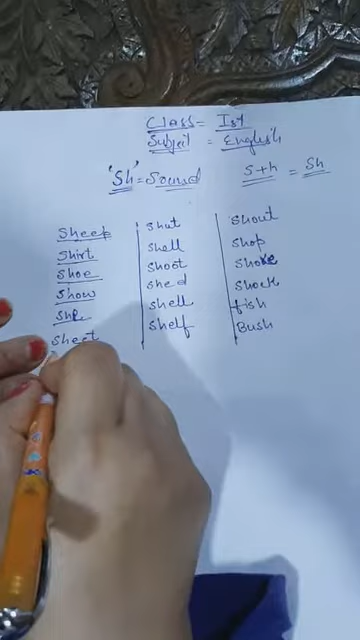 Class = Ist
Subject = English
'Sh' = Sound s+h = Sh
Sheep shut shout
Shirt shell shop
Shoe shoot
Show shed shock
She shell fish
sheet shelf Bush